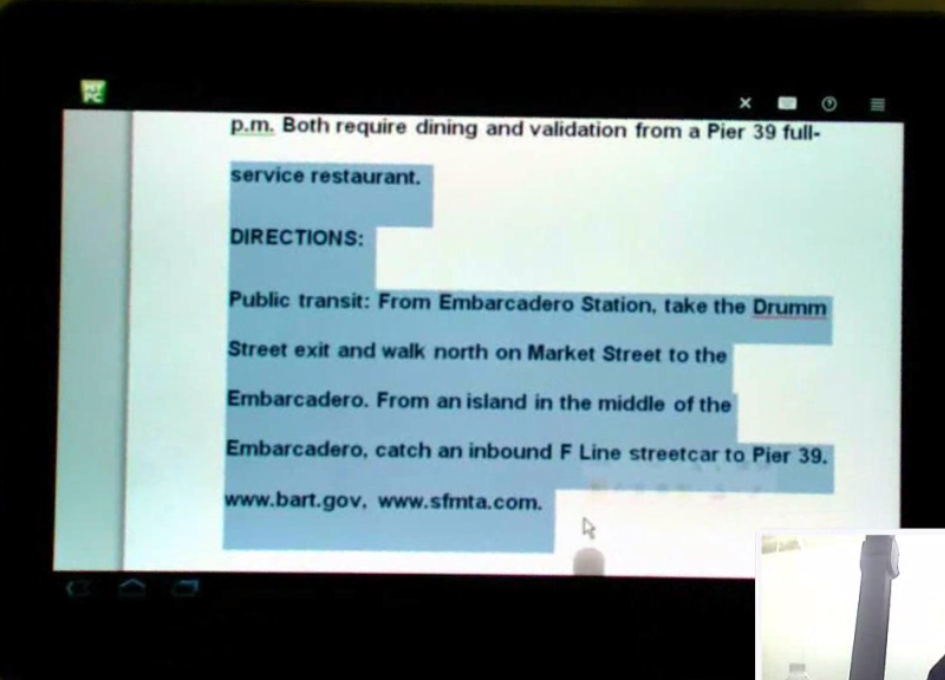 MY
PC
p.m. Both require dining and validation from a Pier 39 full-
service restaurant.
DIRECTIONS:
Public transit: From Embarcadero Station, take the Drumm
Street exit and walk north on Market Street to the
Embarcadero. From an island in the middle of the
Embarcadero, catch an inbound F Line streetcar to Pier 39.
www.bart.gov, www.sfmta.com.